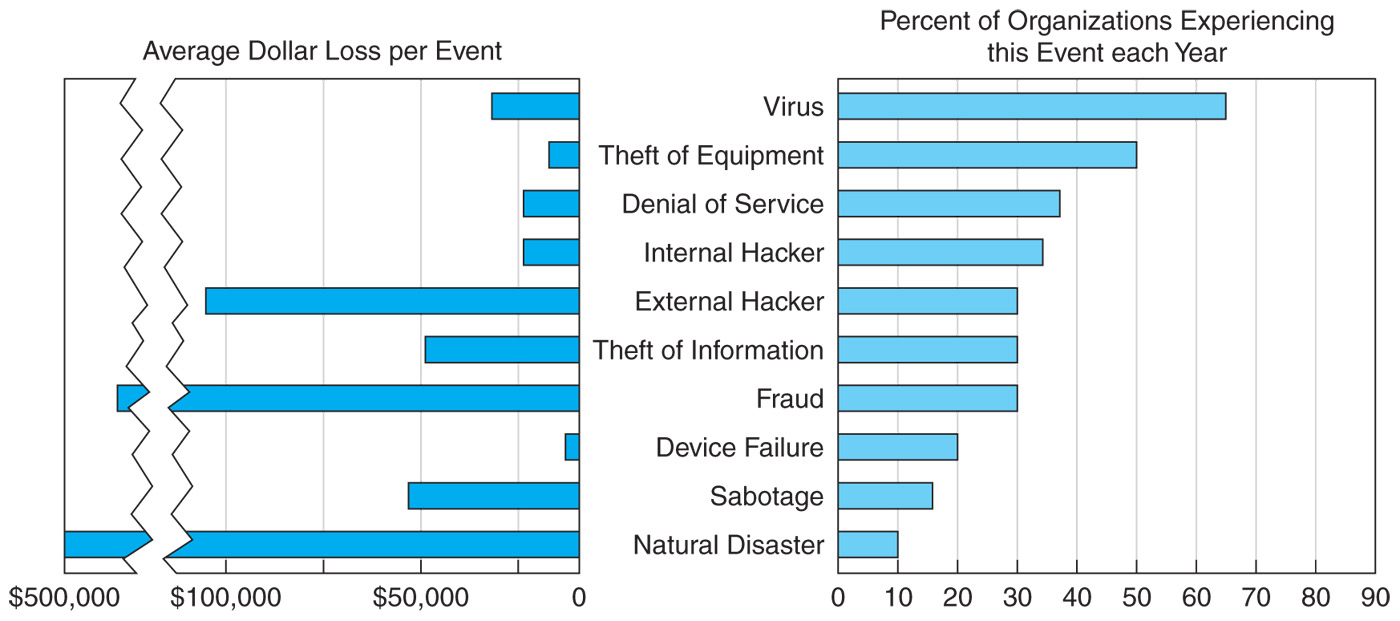 Average Dollar Loss per Event
Percent of Organizations Experiencing
this Event each Year
Virus
Theft of Equipment
Denial of Service
Internal Hacker
External Hacker
Theft of Information
Fraud
Device Failure
Sabotage
Natural Disaster
$500,000 $100,000 $50,000 0
0 10 20 30 40 50 60 70 80 90